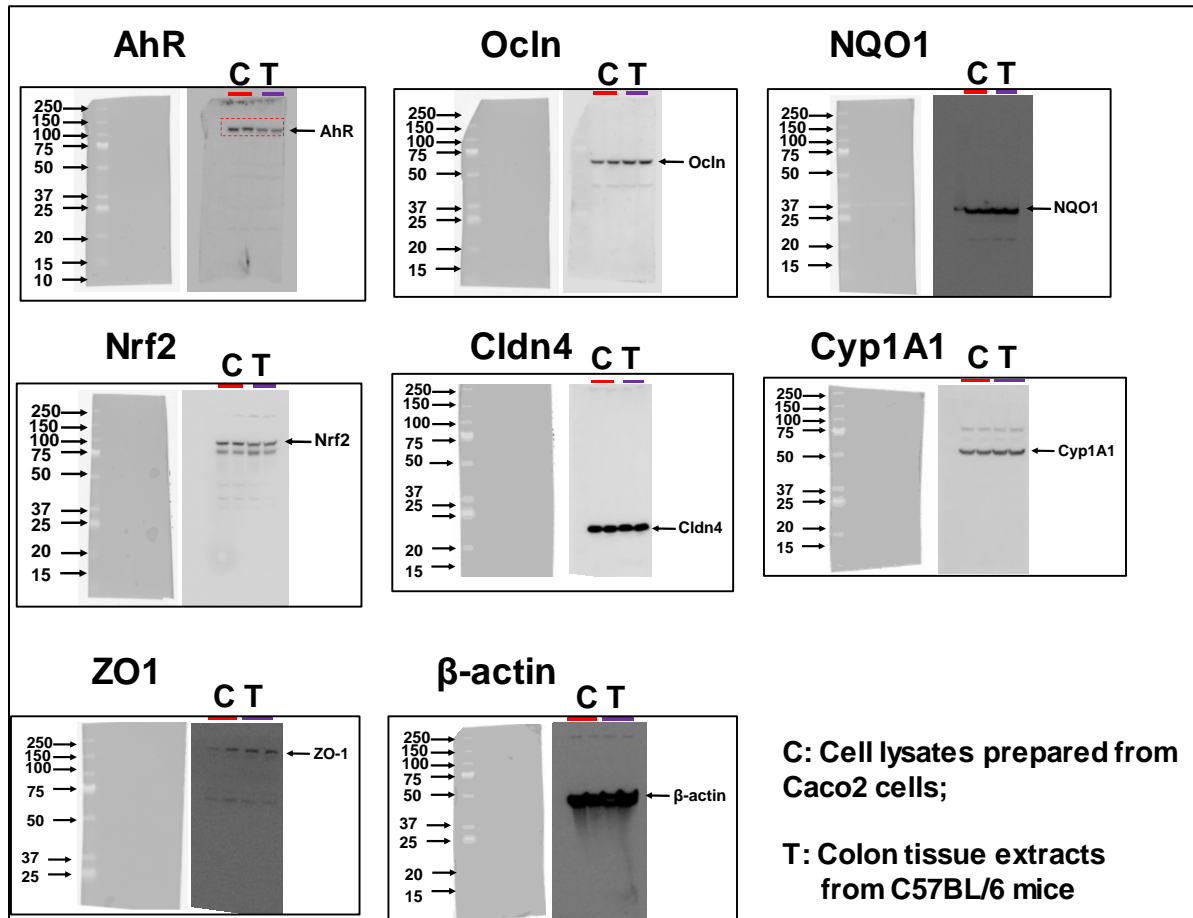 AhR
C T
250
150
100
75
50
37
25
20
15
10
AhR
Ocln
C T
250
150
100
75
50
37
25
20
15
Ocln
NQO1
C T
250
150
100
75
50
37
25
20
15
NQO1
Nrf2
C T
250
150
100
75
50
37
25
20
15
Nrf2
Cldn4
C T
250
150
100
75
50
37
25
20
15
Cldn4
Cyp1A1
C T
250
150
100
75
50
37
25
20
15
Cyp1A1
ZO1
C T
250
150
100
75
50
37
25
ZO-1
β-actin
C T
250
150
100
75
50
37
25
20
15
β-actin
C: Cell lysates prepared from
Caco2 cells;
T: Colon tissue extracts
from C57BL/6 mice